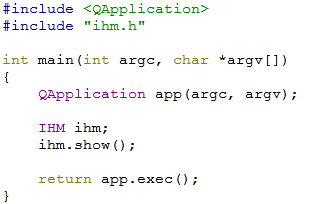 #include <QApplication>
#include "ihm.h"
int main(int argc, char *argv[])
{
    QApplication app(argc, argv);
    IHM ihm;
    ihm.show();
    return app.exec();
}